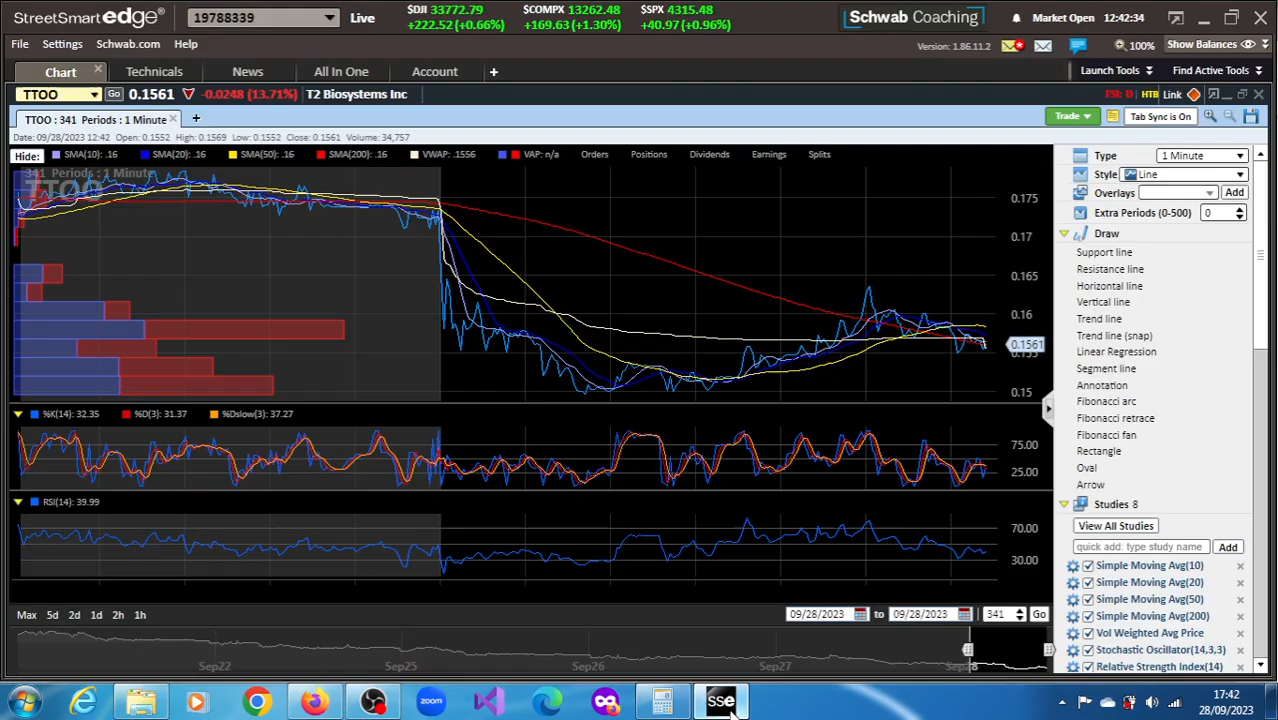 StreetSmart edge® 19788339 Live $DJI 33772.79 $COMPX 13262.48 $SPX 4315.48 Schwab Coaching Market Open 12:42:34
+222.52 (+0.66%) +169.63 (+1.30%) +40.97 (+0.96%)
File Settings Schwab.com Help Version: 1.86.11.2 100% Show Balances
Chart Technicals News All In One Account + Launch Tools Find Active Tools
TTOO Go 0.1561 -0.0248 (13.71%) T2 Biosystems Inc HTB Link
TTOO : 341 Periods : 1 Minute + Trade Tab Sync is On
Date: 09/28/2023 12:42 Open: 0.1552 High: 0.1569 Low: 0.1552 Close: 0.1561 Volume: 34,757
Hide: SMA(10): .16 SMA(20): .16 SMA(50): .16 SMA(200): .16 VWAP: .1556 VAP: n/a Orders Positions Dividends Earnings Splits
341 Periods : 1 Minute
TTOO
0.175
0.17
0.165
0.16
0.1561
0.155
0.15
%K(14): 32.35 %D(3): 31.37 %Dslow(3): 37.27
75.00
25.00
RSI(14): 39.99
70.00
30.00
Max 5d 2d 1d 2h 1h 09/28/2023 to 09/28/2023 341 Go
Sep22 Sep25 Sep26 Sep27
Type 1 Minute
Style Line
Overlays Add
Extra Periods (0-500) 0
Draw
Support line
Resistance line
Horizontal line
Vertical line
Trend line
Trend line (snap)
Linear Regression
Segment line
Annotation
Fibonacci arc
Fibonacci retrace
Fibonacci fan
Rectangle
Oval
Arrow
Studies 8
View All Studies
quick add: type study name Add
Simple Moving Avg(10)
Simple Moving Avg(20)
Simple Moving Avg(50)
Simple Moving Avg(200)
Vol Weighted Avg Price
Stochastic Oscillator(14,3,3)
Relative Strength Index(14)
zoom sse 17:42
28/09/2023